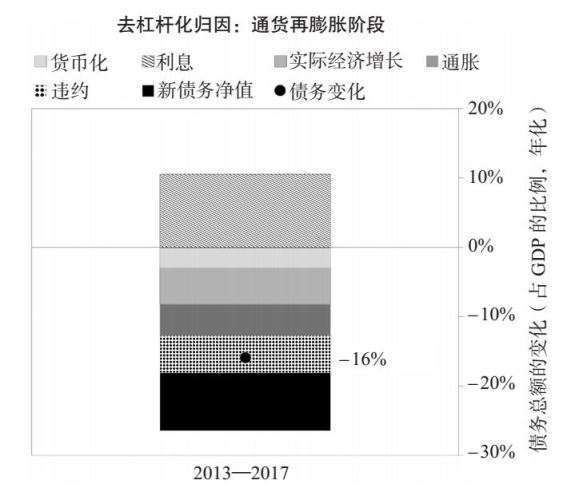 去杠杆化归因：通货再膨胀阶段
货币化 利息 实际经济增长 通胀
违约 新债务净值 债务变化
20%
10%
0%
−10%
−20%
−30%
−16%
债务总额的变化（占 GDP 的比例，年化）
2013—2017